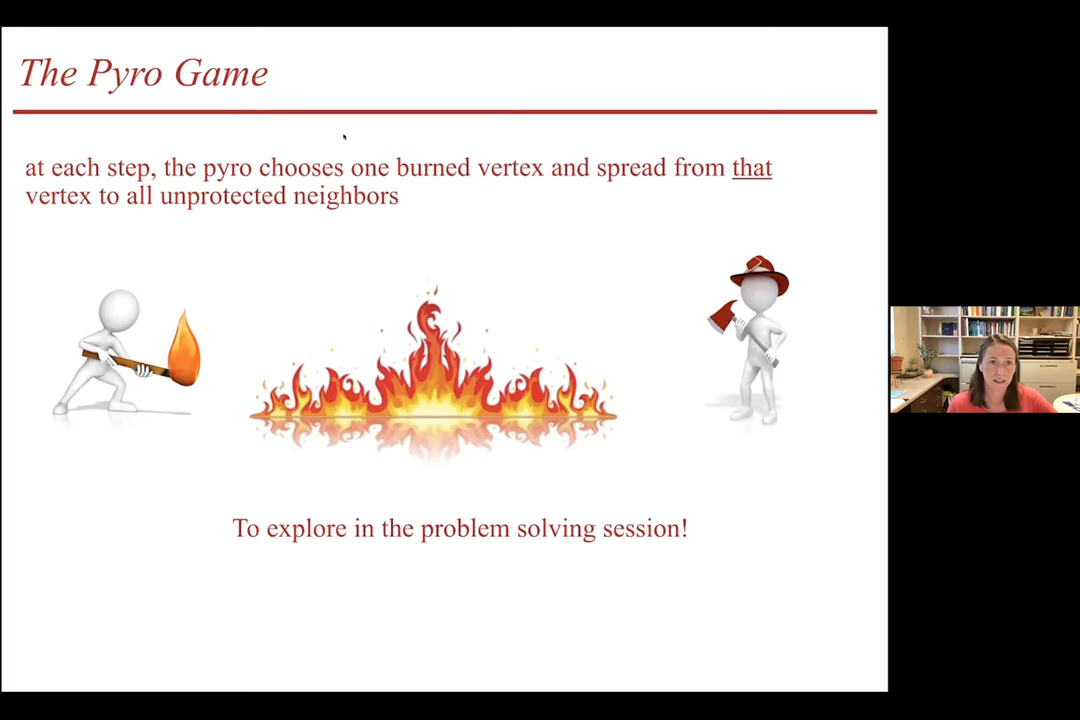 The Pyro Game
at each step, the pyro chooses one burned vertex and spread from that
vertex to all unprotected neighbors
To explore in the problem solving session!